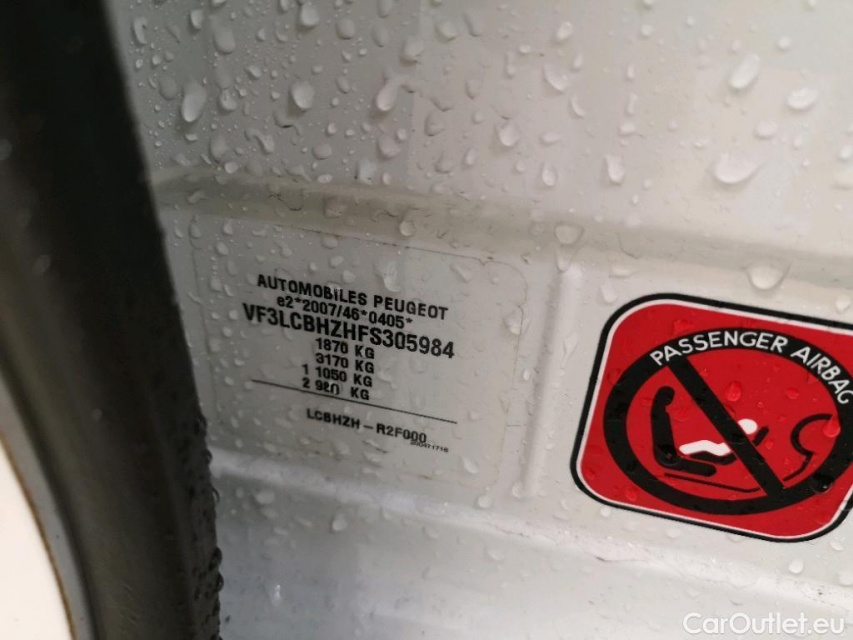 AUTOMOBILES PEUGEOT
e2*2007/46*0405*
VF3LCBHZHFS305984
1870 KG
3170 KG
1 1050 KG
2 980 KG
LCBHZH-R2F000
PASSENGER AIRBAG
CarOutlet.eu